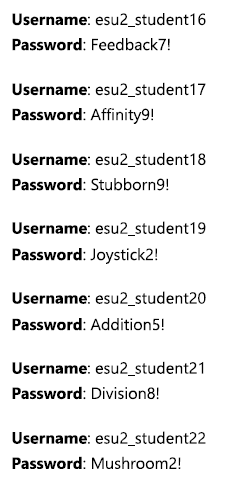 Username: esu2_student16
Password: Feedback7!
Username: esu2_student17
Password: Affinity9!
Username: esu2_student18
Password: Stubborn9!
Username: esu2_student19
Password: Joystick2!
Username: esu2_student20
Password: Addition5!
Username: esu2_student21
Password: Division8!
Username: esu2_student22
Password: Mushroom2!